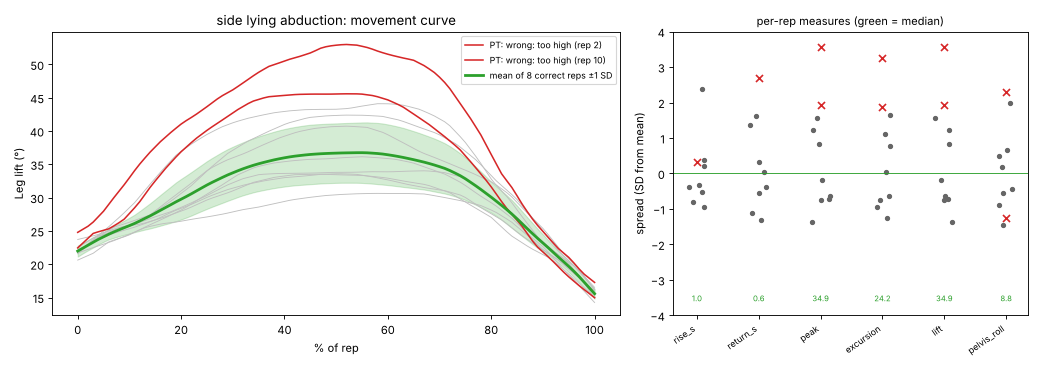 side lying abduction: movement curve
PT: wrong: too high (rep 2)
PT: wrong: too high (rep 10)
mean of 8 correct reps ±1 SD
Leg lift (°)
50
45
40
35
30
25
20
15
0
20
40
60
80
100
% of rep
per-rep measures (green = median)
spread (SD from mean)
4
3
2
1
0
−1
−2
−3
−4
1.0
0.6
34.9
24.2
34.9
8.8
rise_s
return_s
peak
excursion
lift
pelvis_roll